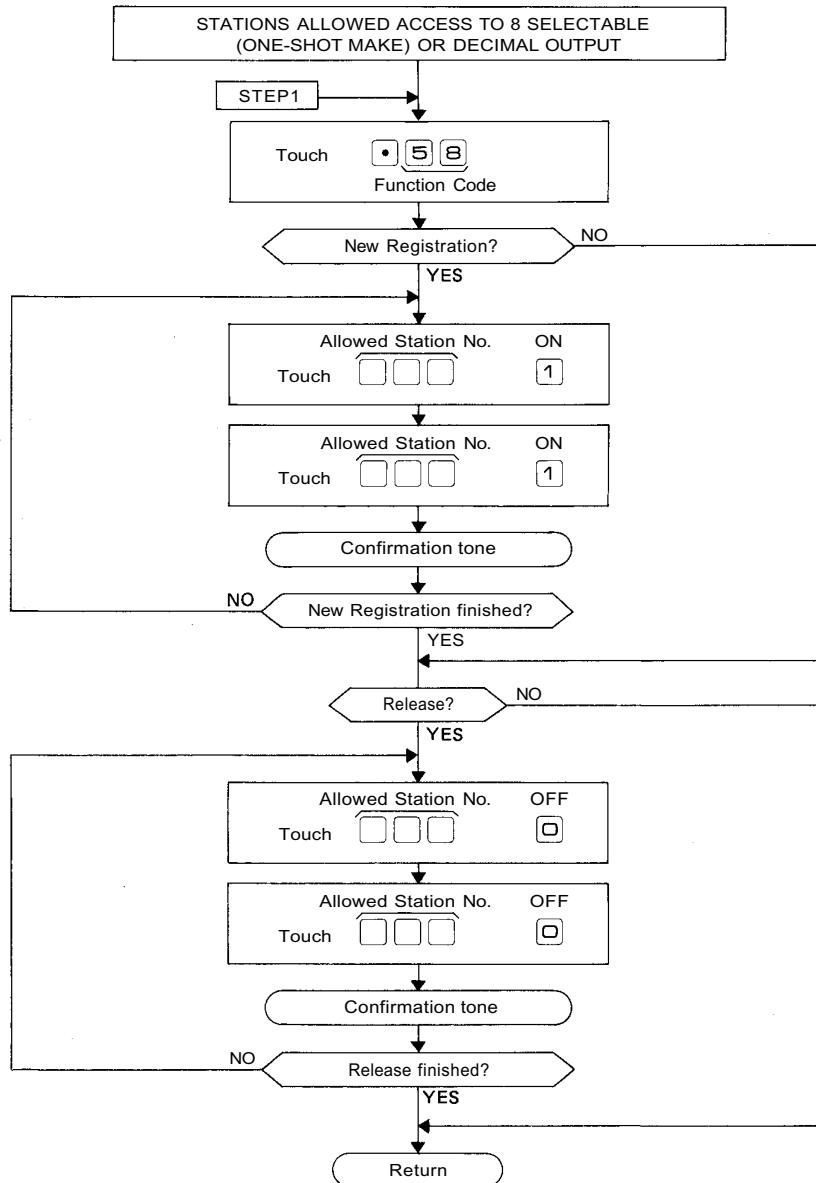 STATIONS ALLOWED ACCESS TO 8 SELECTABLE
(ONE-SHOT MAKE) OR DECIMAL OUTPUT
STEP1
Touch • 5 8
Function Code
New Registration? NO
YES
Allowed Station No. ON
Touch 1
Allowed Station No. ON
Touch 1
Confirmation tone
NO New Registration finished?
YES
Release? NO
YES
Allowed Station No. OFF
Touch 0
Allowed Station No. OFF
Touch 0
Confirmation tone
NO Release finished?
YES
Return